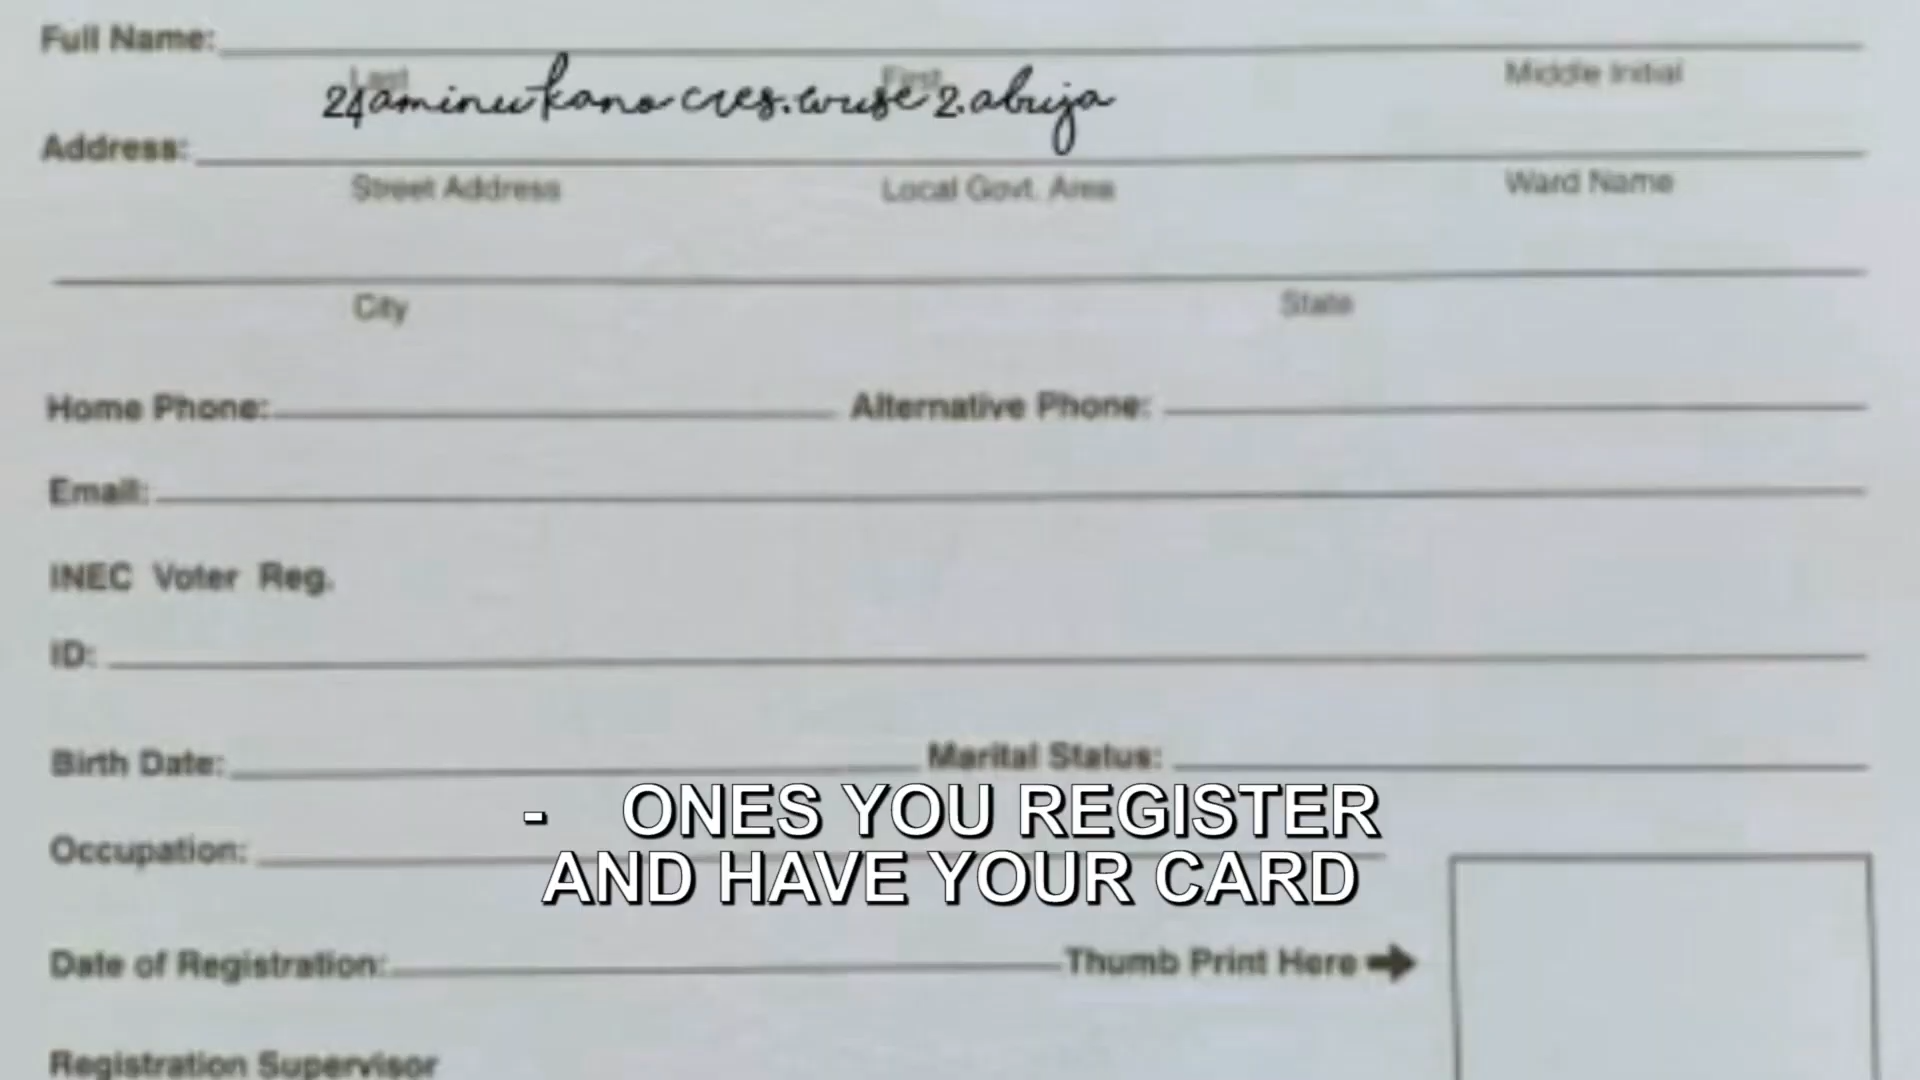 Full Name:
Last First Middle Initial
24 aminu kano cres. wuse 2. abuja
Address:
Street Address Local Govt. Area Ward Name
City State
Home Phone: Alternative Phone:
Email:
INEC Voter Reg.
ID:
Birth Date: Marital Status:
- ONES YOU REGISTER
Occupation:
AND HAVE YOUR CARD
Date of Registration: Thumb Print Here
Registration Supervisor